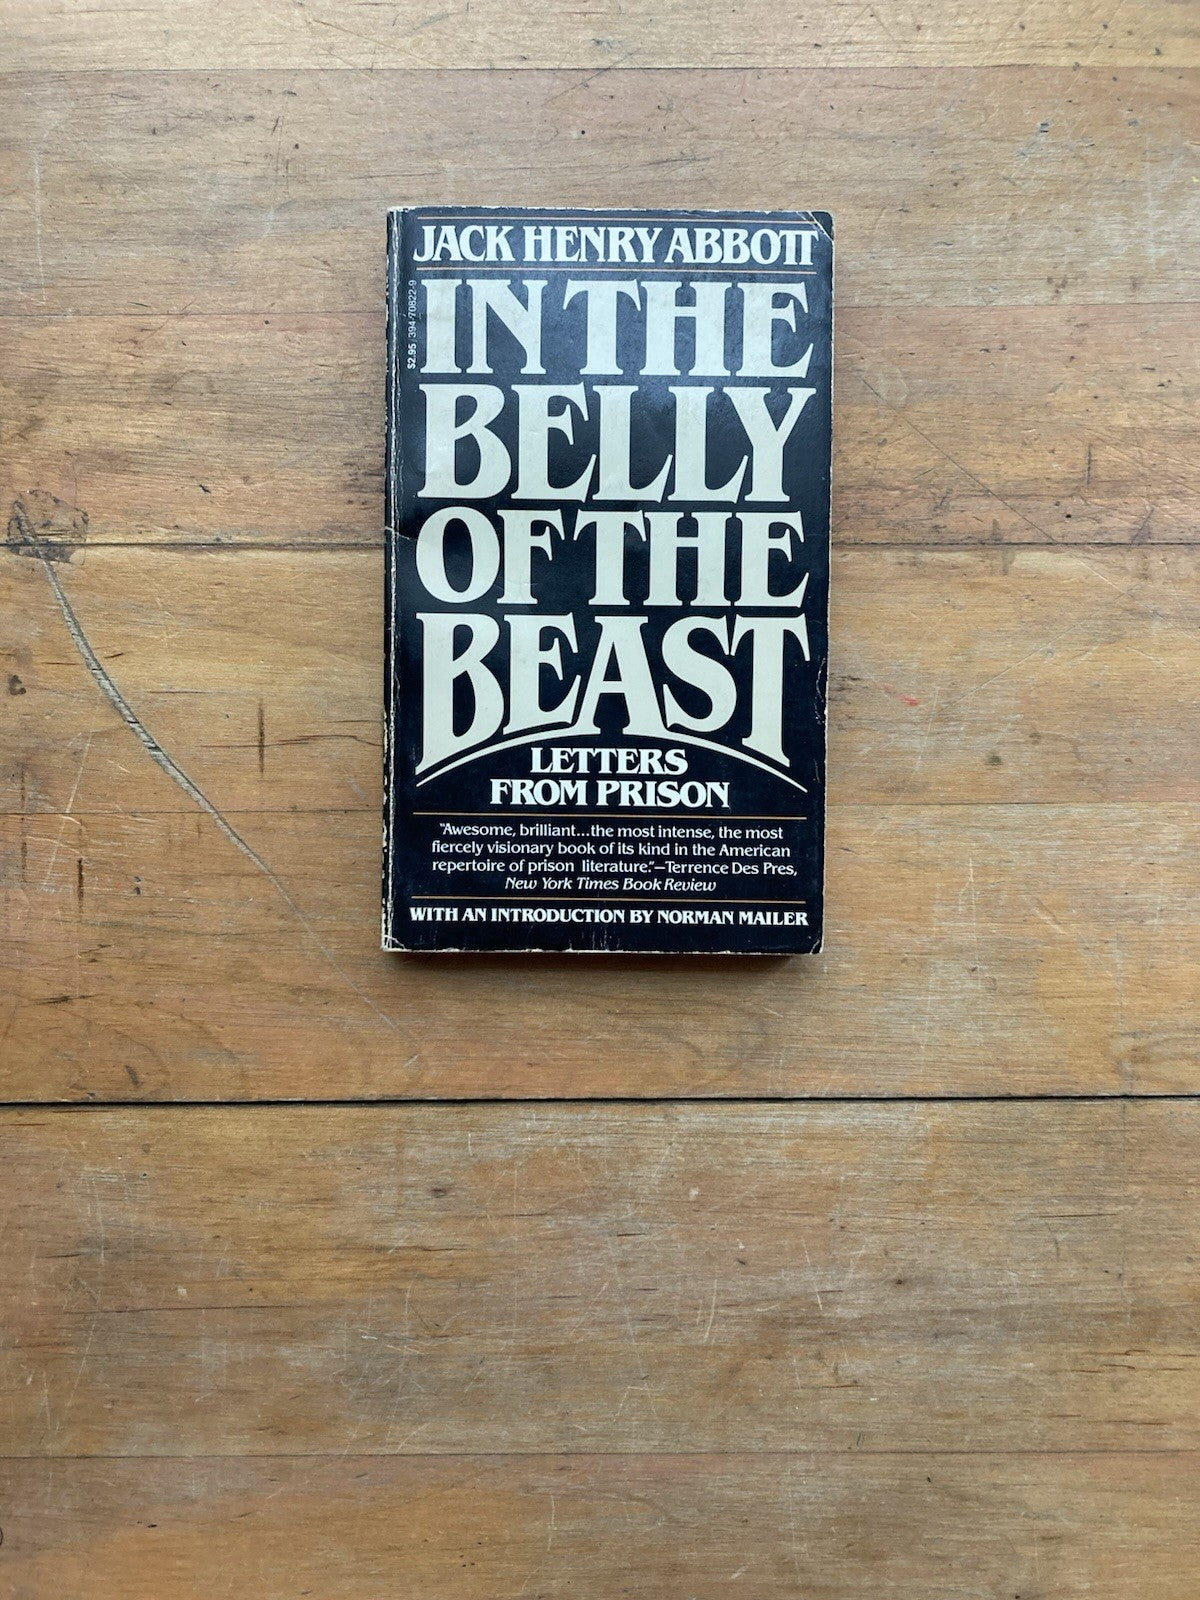 JACK HENRY ABBOTT
$2.95 / 394-70822-9
IN THE
BELLY
OF THE
BEAST
LETTERS
FROM PRISON
"Awesome, brilliant...the most intense, the most
fiercely visionary book of its kind in the American
repertoire of prison literature."—Terrence Des Pres,
New York Times Book Review
WITH AN INTRODUCTION BY NORMAN MAILER